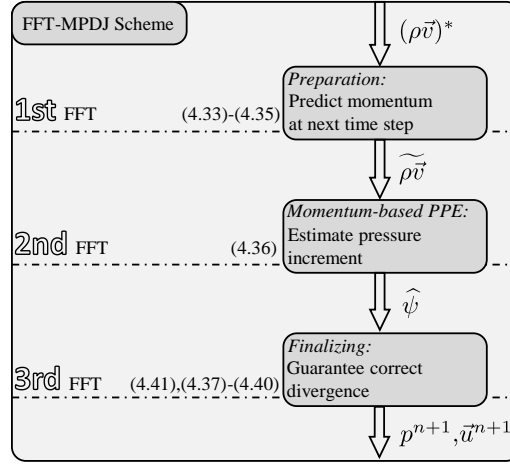 FFT-MPDJ Scheme
(ρv⃗)*
Preparation:
Predict momentum
at next time step
1st FFT
(4.33)-(4.35)
ρv⃗ ~
Momentum-based PPE:
Estimate pressure
increment
2nd FFT
(4.36)
ψ̂
Finalizing:
Guarantee correct
divergence
3rd FFT
(4.41),(4.37)-(4.40)
pⁿ⁺¹,u⃗ⁿ⁺¹